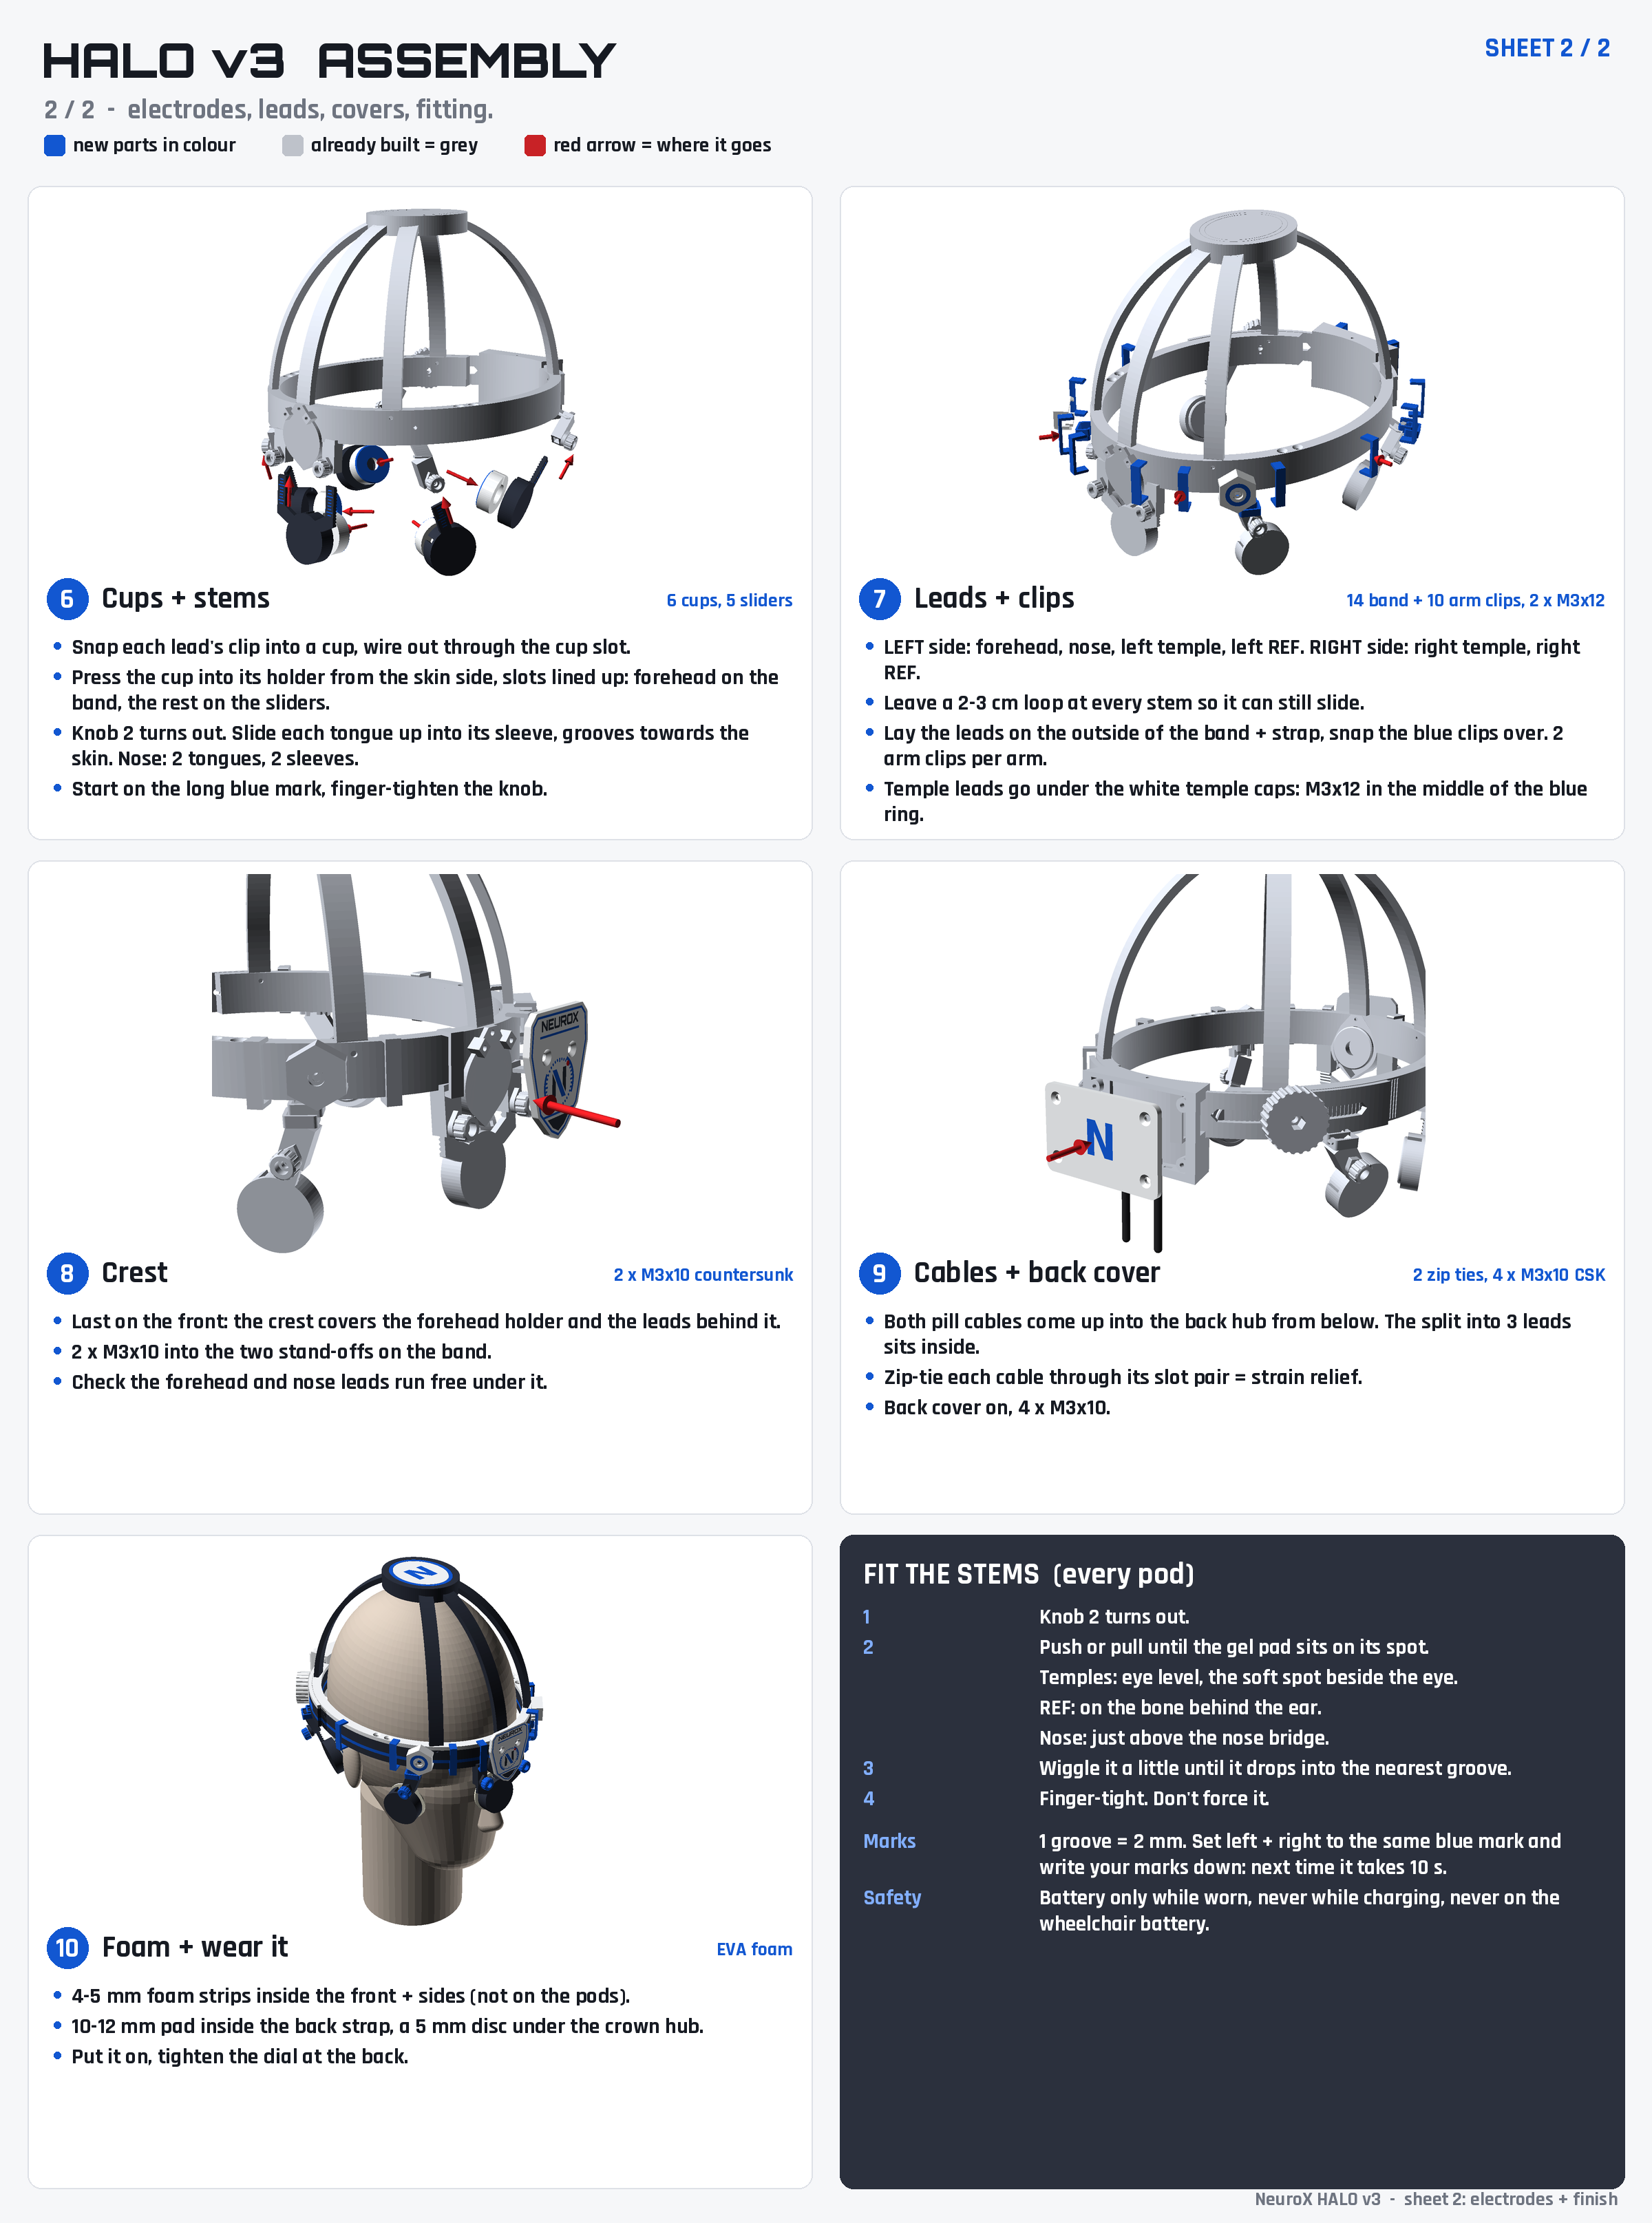 HALO v3 ASSEMBLY
SHEET 2 / 2
2 / 2 - electrodes, leads, covers, fitting.
new parts in colour
already built = grey
red arrow = where it goes
6 Cups + stems
6 cups, 5 sliders
• Snap each lead's clip into a cup, wire out through the cup slot.
• Press the cup into its holder from the skin side, slots lined up: forehead on the
band, the rest on the sliders.
• Knob 2 turns out. Slide each tongue up into its sleeve, grooves towards the
skin. Nose: 2 tongues, 2 sleeves.
• Start on the long blue mark, finger-tighten the knob.
7 Leads + clips
14 band + 10 arm clips, 2 x M3x12
• LEFT side: forehead, nose, left temple, left REF. RIGHT side: right temple, right
REF.
• Leave a 2-3 cm loop at every stem so it can still slide.
• Lay the leads on the outside of the band + strap, snap the blue clips over. 2
arm clips per arm.
• Temple leads go under the white temple caps: M3x12 in the middle of the blue
ring.
NEUROX
N
8 Crest
2 x M3x10 countersunk
• Last on the front: the crest covers the forehead holder and the leads behind it.
• 2 x M3x10 into the two stand-offs on the band.
• Check the forehead and nose leads run free under it.
N
9 Cables + back cover
2 zip ties, 4 x M3x10 CSK
• Both pill cables come up into the back hub from below. The split into 3 leads
sits inside.
• Zip-tie each cable through its slot pair = strain relief.
• Back cover on, 4 x M3x10.
N
NEUROX
N
10 Foam + wear it
EVA foam
• 4-5 mm foam strips inside the front + sides (not on the pods).
• 10-12 mm pad inside the back strap, a 5 mm disc under the crown hub.
• Put it on, tighten the dial at the back.
FIT THE STEMS (every pod)
1 Knob 2 turns out.
2 Push or pull until the gel pad sits on its spot.
Temples: eye level, the soft spot beside the eye.
REF: on the bone behind the ear.
Nose: just above the nose bridge.
3 Wiggle it a little until it drops into the nearest groove.
4 Finger-tight. Don't force it.
Marks 1 groove = 2 mm. Set left + right to the same blue mark and
write your marks down: next time it takes 10 s.
Safety Battery only while worn, never while charging, never on the
wheelchair battery.
NeuroX HALO v3 - sheet 2: electrodes + finish